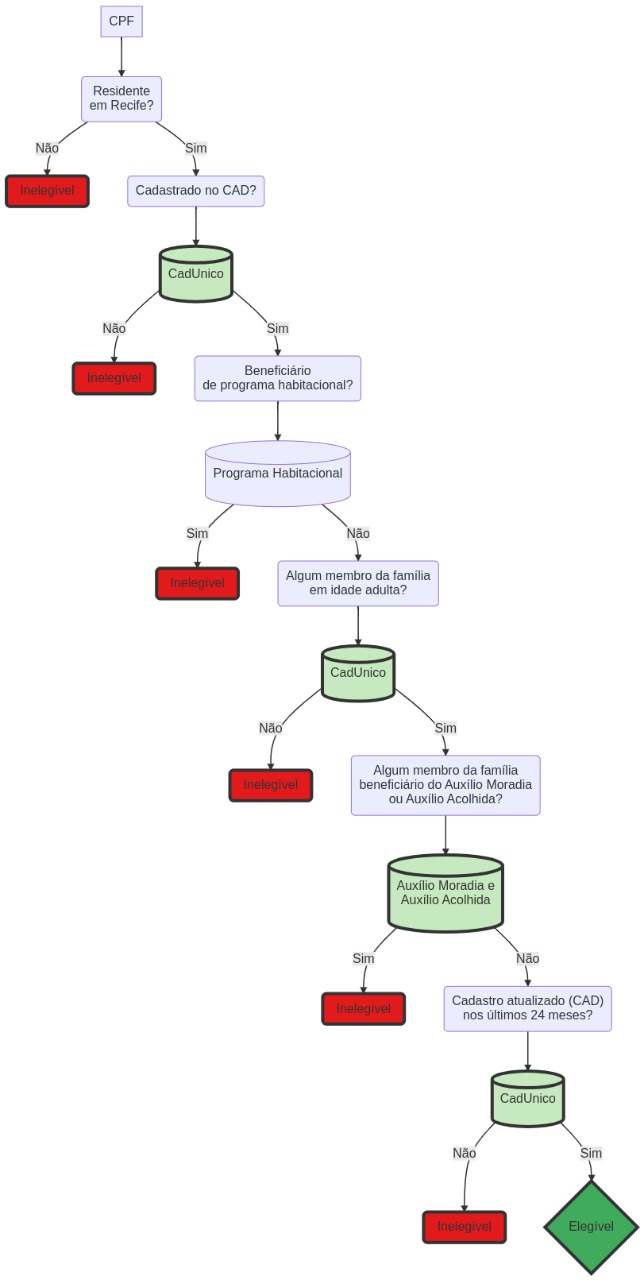 CPF
Residente
em Recife?
Não
Sim
Inelegível
Cadastrado no CAD?
CadUnico
Não
Sim
Inelegível
Beneficiário
de programa habitacional?
Programa Habitacional
Sim
Não
Inelegível
Algum membro da família
em idade adulta?
CadUnico
Não
Sim
Inelegível
Algum membro da família
beneficiário do Auxílio Moradia
ou Auxílio Acolhida?
Auxílio Moradia e
Auxílio Acolhida
Sim
Não
Inelegível
Cadastro atualizado (CAD)
nos últimos 24 meses?
CadUnico
Não
Sim
Inelegível
Elegível